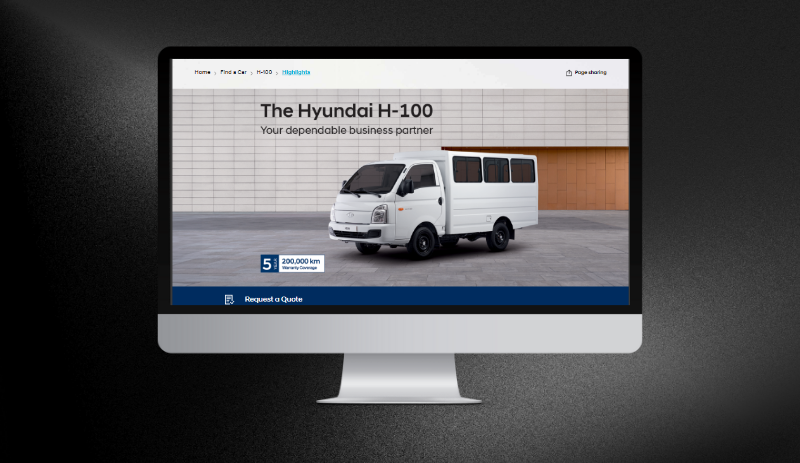 Home > Find a Car > H-100 > Highlights
Page sharing
The Hyundai H-100
Your dependable business partner
5
YEAR
200,000 km
Warranty Coverage
Request a Quote